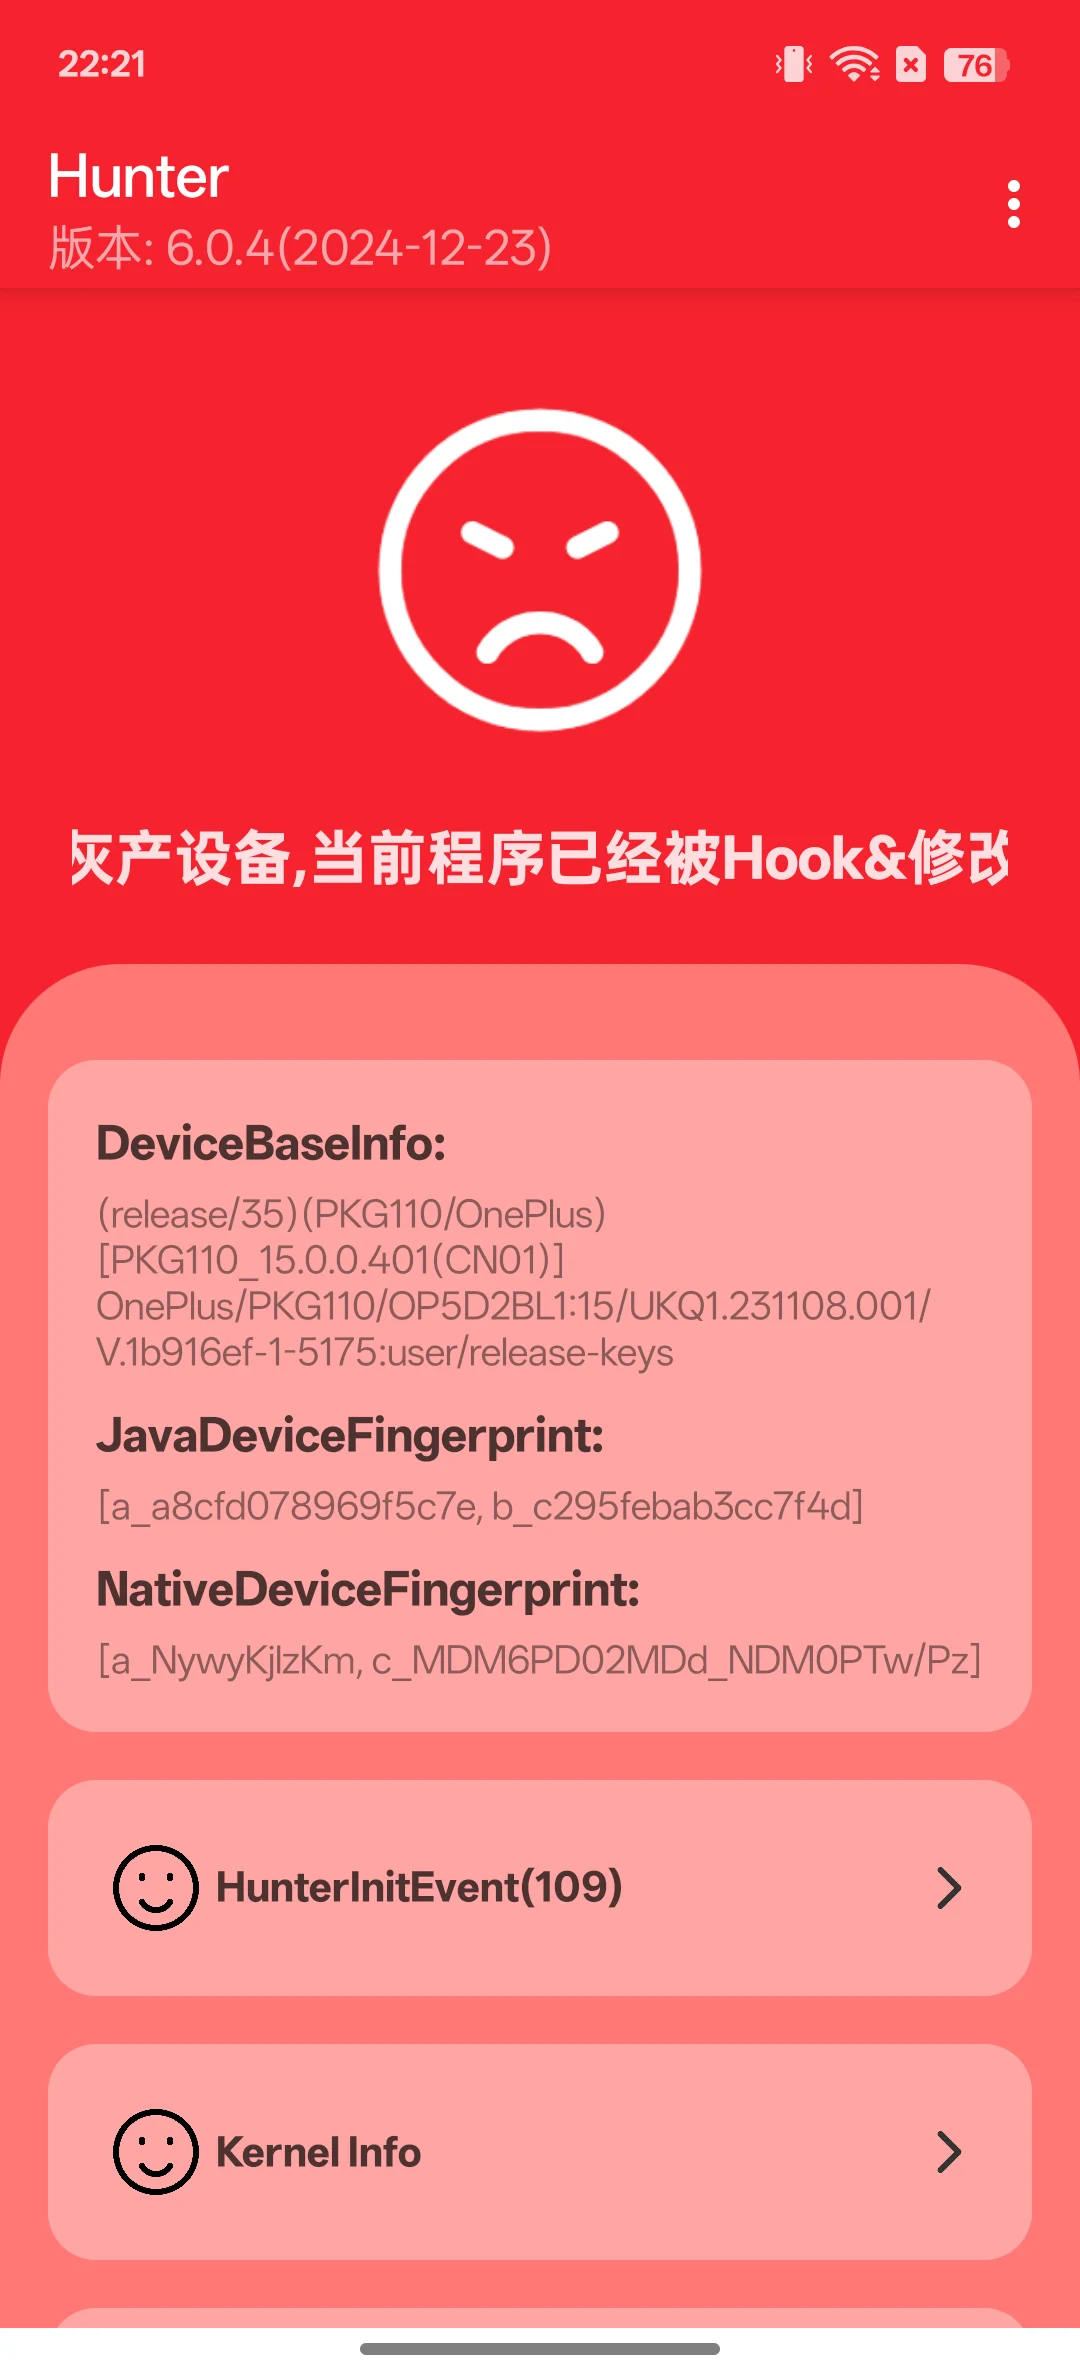 22:21
76
Hunter
版本: 6.0.4(2024-12-23)
灰产设备,当前程序已经被Hook&修改
DeviceBaseInfo:
(release/35)(PKG110/OnePlus)
[PKG110_15.0.0.401(CN01)]
OnePlus/PKG110/OP5D2BL1:15/UKQ1.231108.001/
V.1b916ef-1-5175:user/release-keys
JavaDeviceFingerprint:
[a_a8cfd078969f5c7e, b_c295febab3cc7f4d]
NativeDeviceFingerprint:
[a_NywyKjIzKm, c_MDM6PD02MDd_NDM0PTw/Pz]
HunterInitEvent(109)
Kernel Info